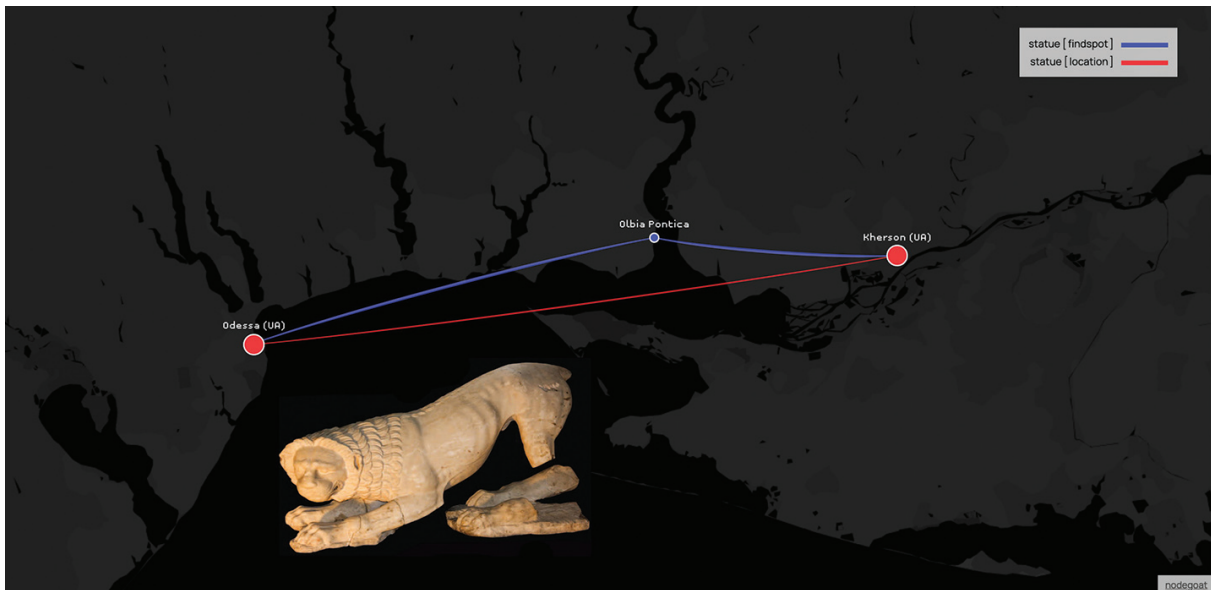 statue [ findspot ]
statue [ location ]
Olbia Pontica
Kherson (UA)
Odessa (UA)
nodegoat